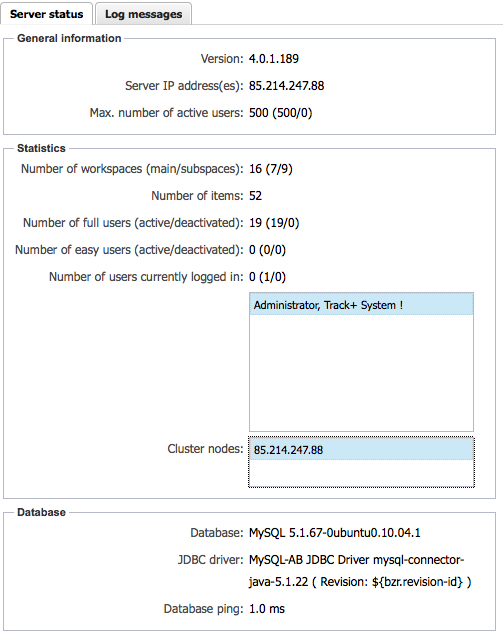 Server status Log messages
General information
Version: 4.0.1.189
Server IP address(es): 85.214.247.88
Max. number of active users: 500 (500/0)
Statistics
Number of workspaces (main/subspaces): 16 (7/9)
Number of items: 52
Number of full users (active/deactivated): 19 (19/0)
Number of easy users (active/deactivated): 0 (0/0)
Number of users currently logged in: 0 (1/0)
Administrator, Track+ System !
Cluster nodes: 85.214.247.88
Database
Database: MySQL 5.1.67-0ubuntu0.10.04.1
JDBC driver: MySQL-AB JDBC Driver mysql-connector-
java-5.1.22 ( Revision: ${bzr.revision-id} )
Database ping: 1.0 ms